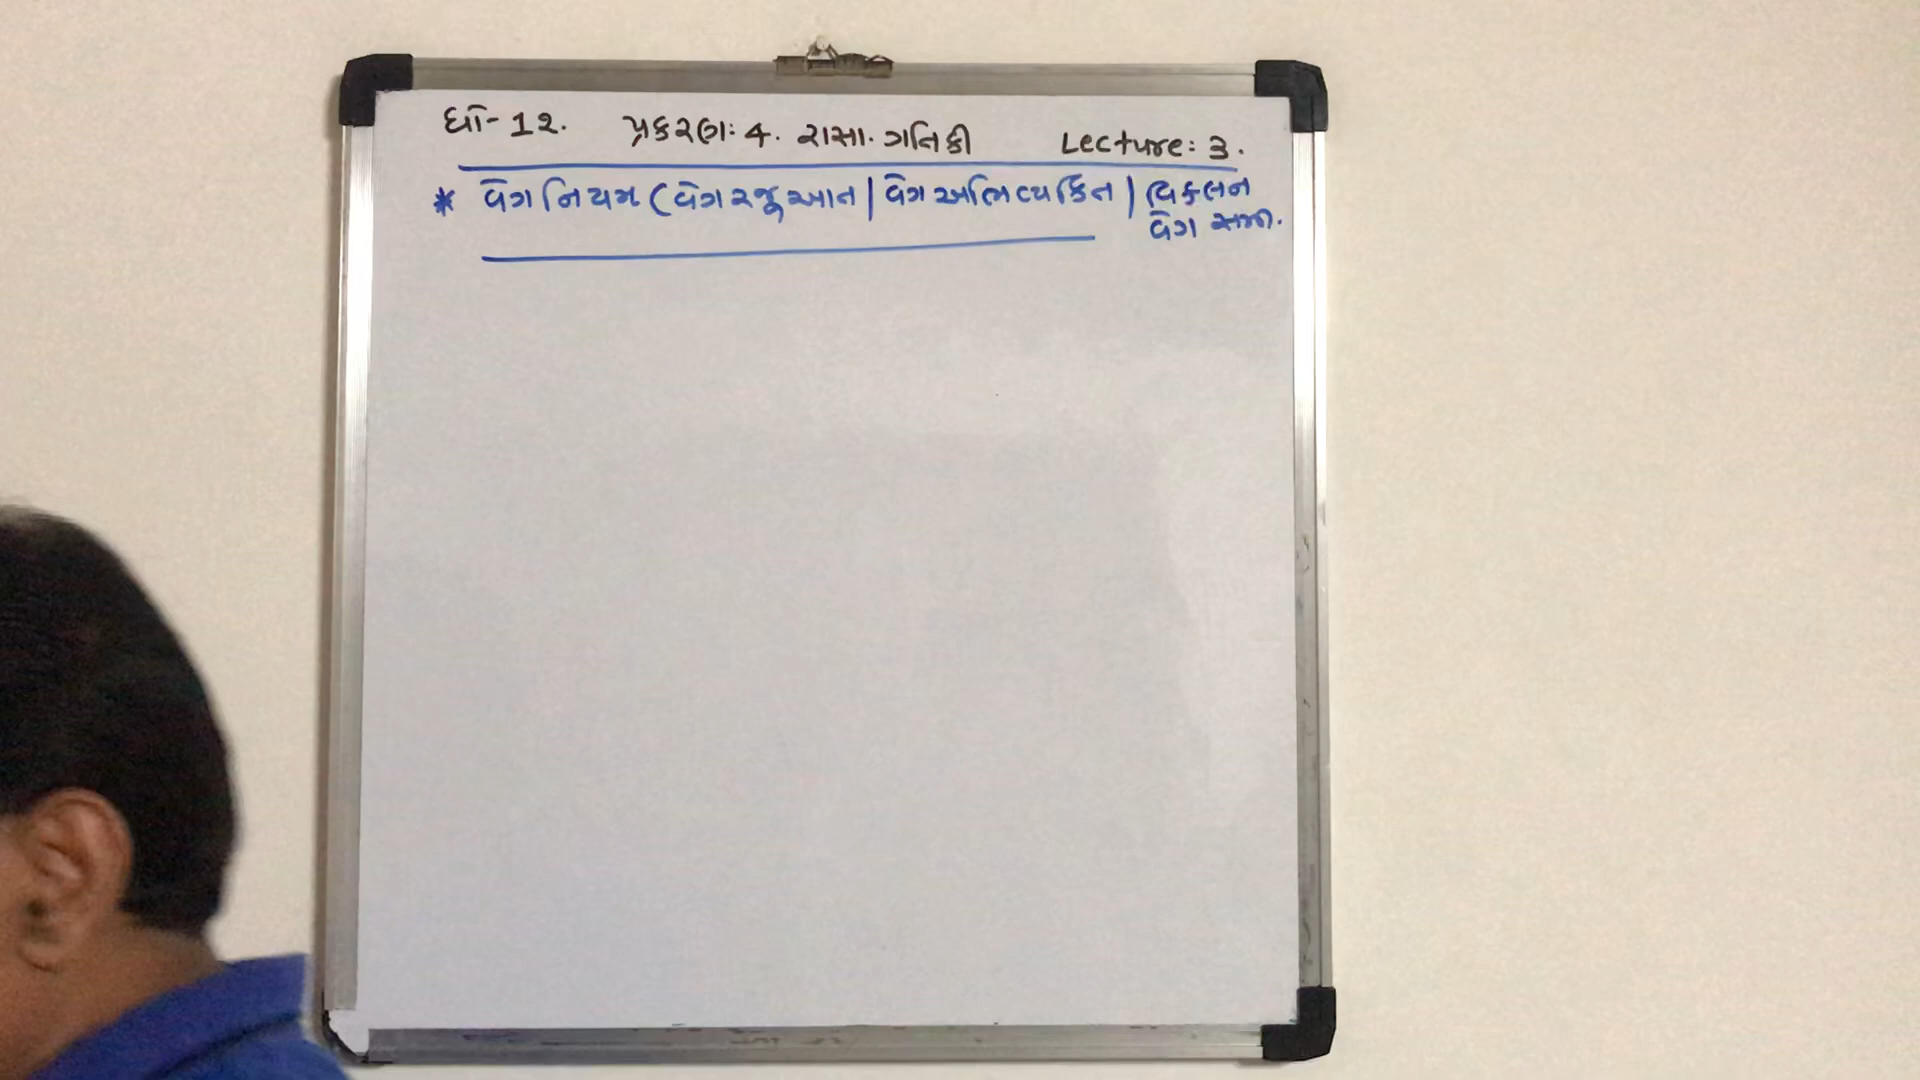 ધો- 12. પ્રકરણ: 4. રાસા. ગતિકી Lecture: 3.
* વેગ નિયમ (વેગ રજૂઆત | વેગ અભિવ્યકિત | વિકલન
વેગ સમી.